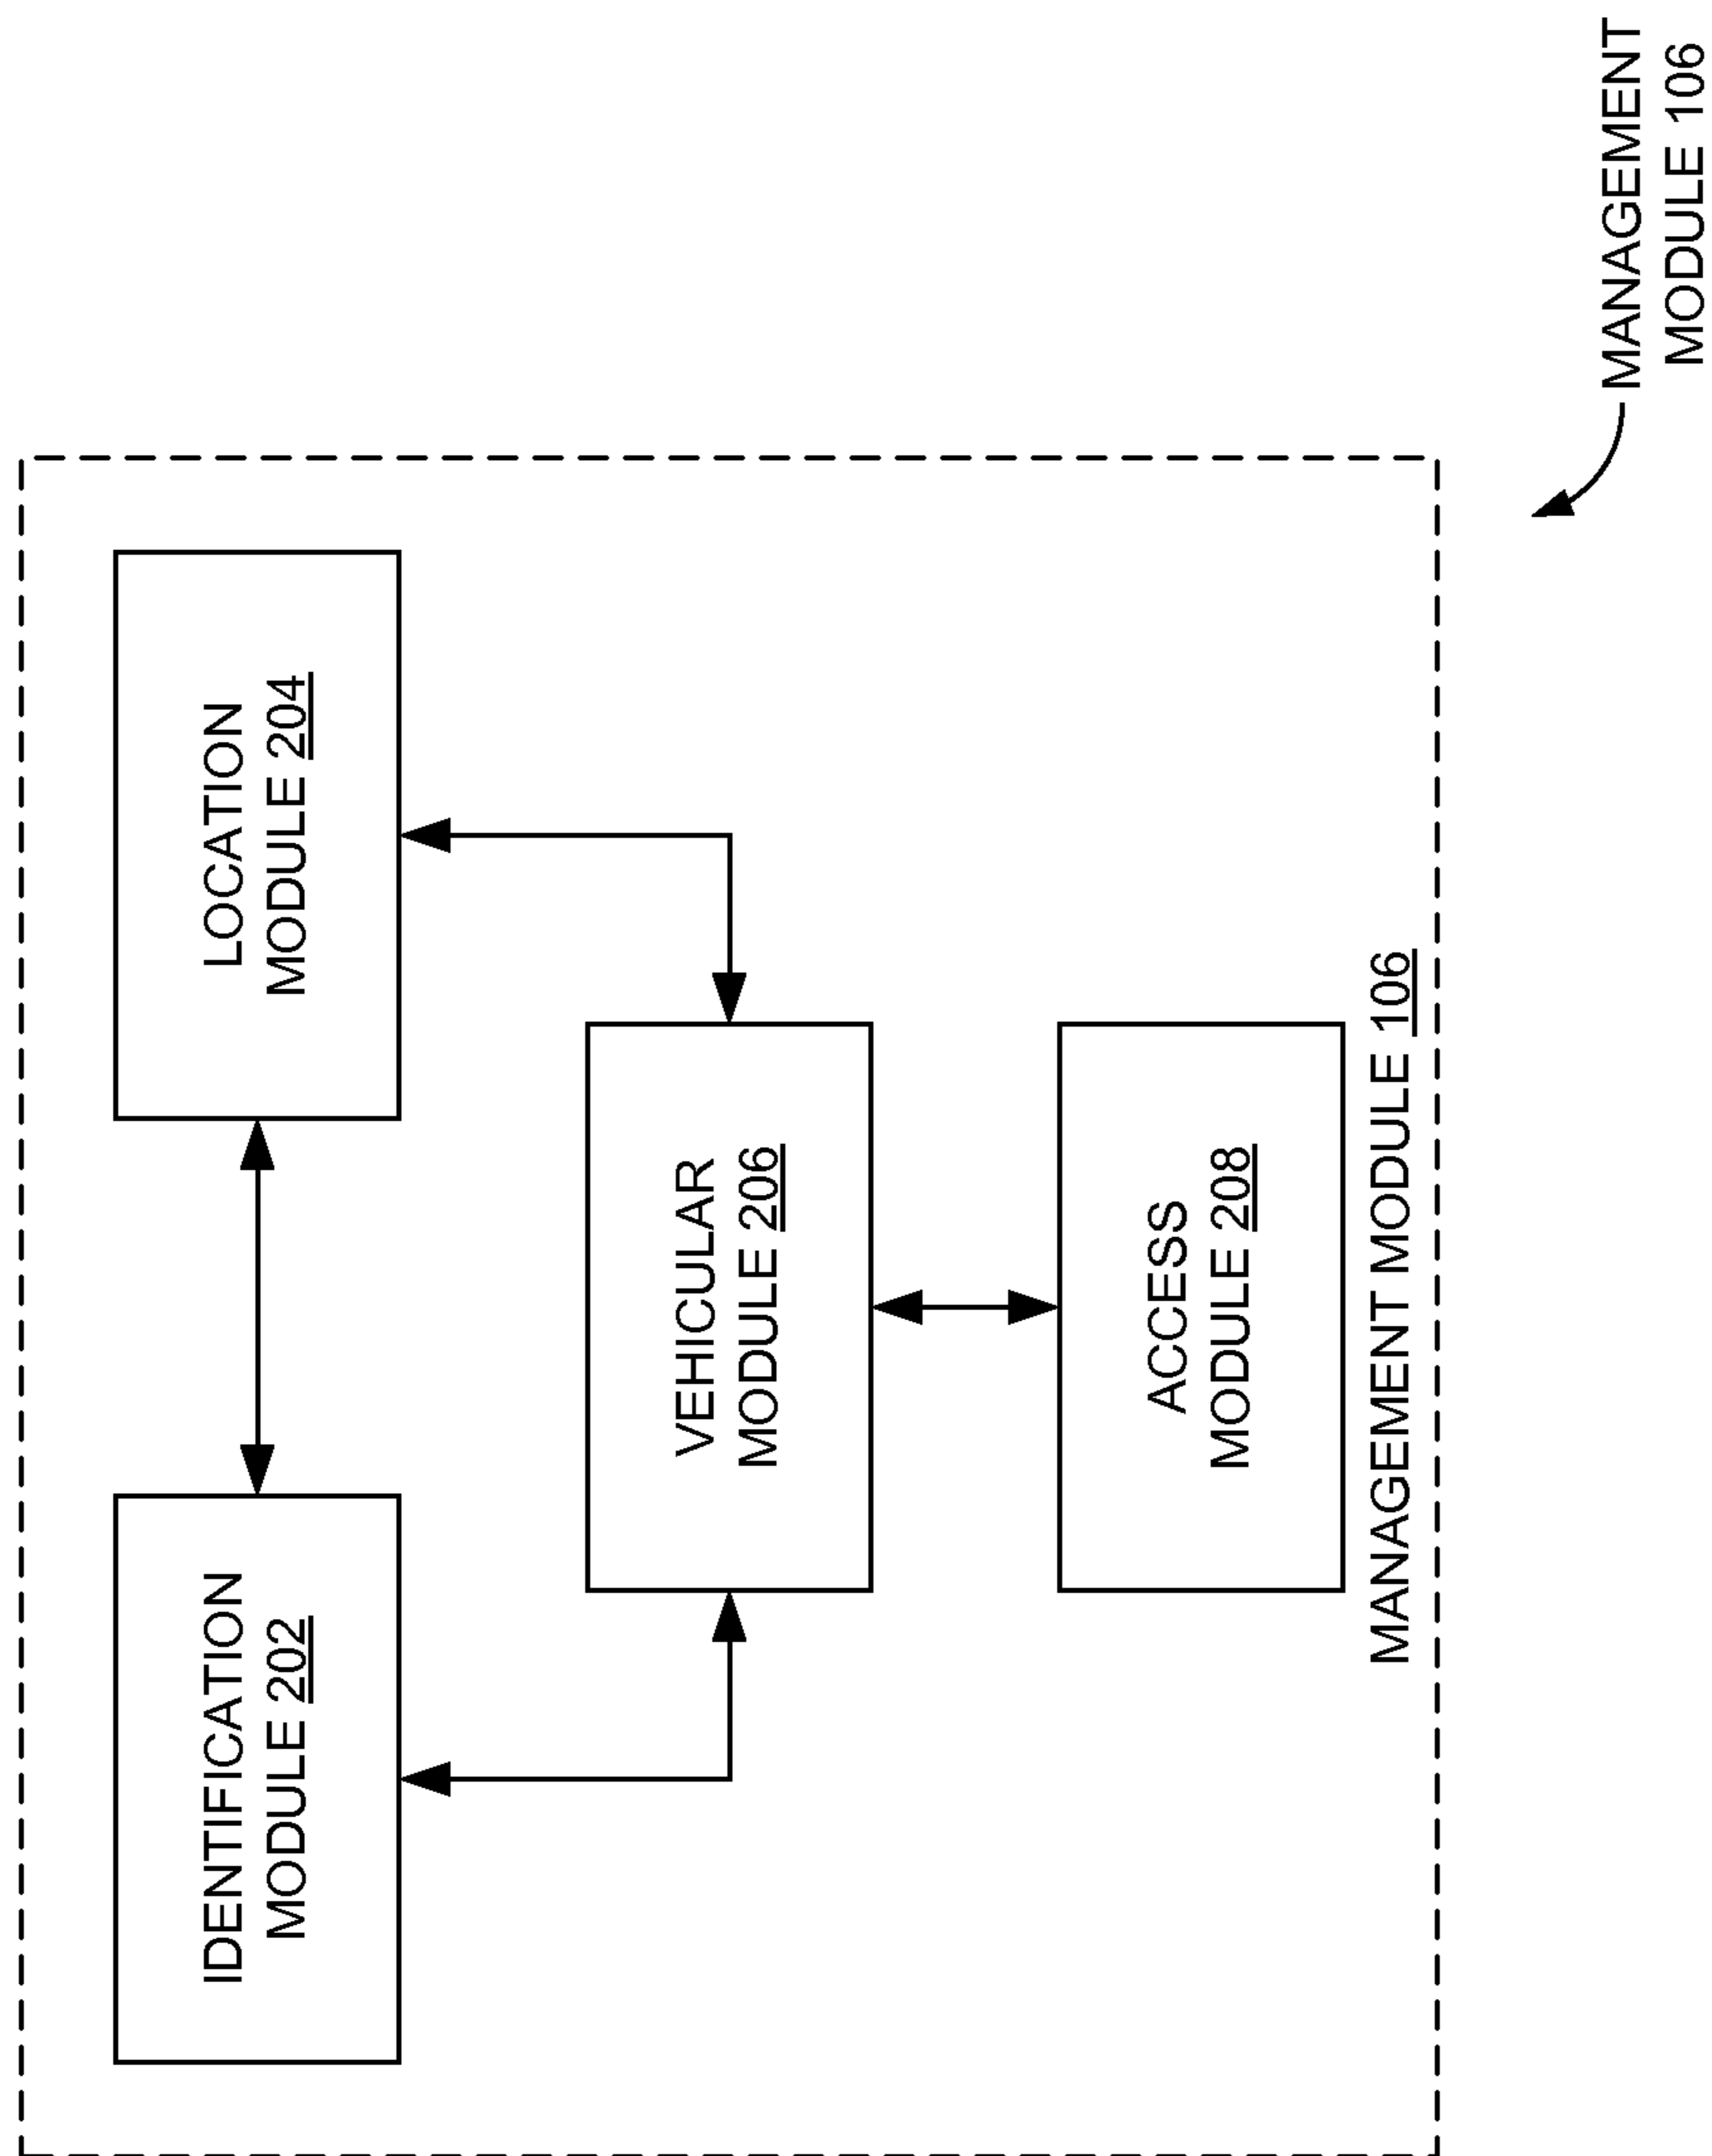 IDENTIFICATION
MODULE 202
LOCATION
MODULE 204
VEHICULAR
MODULE 206
ACCESS
MODULE 208
MANAGEMENT MODULE 106
MANAGEMENT
MODULE 106